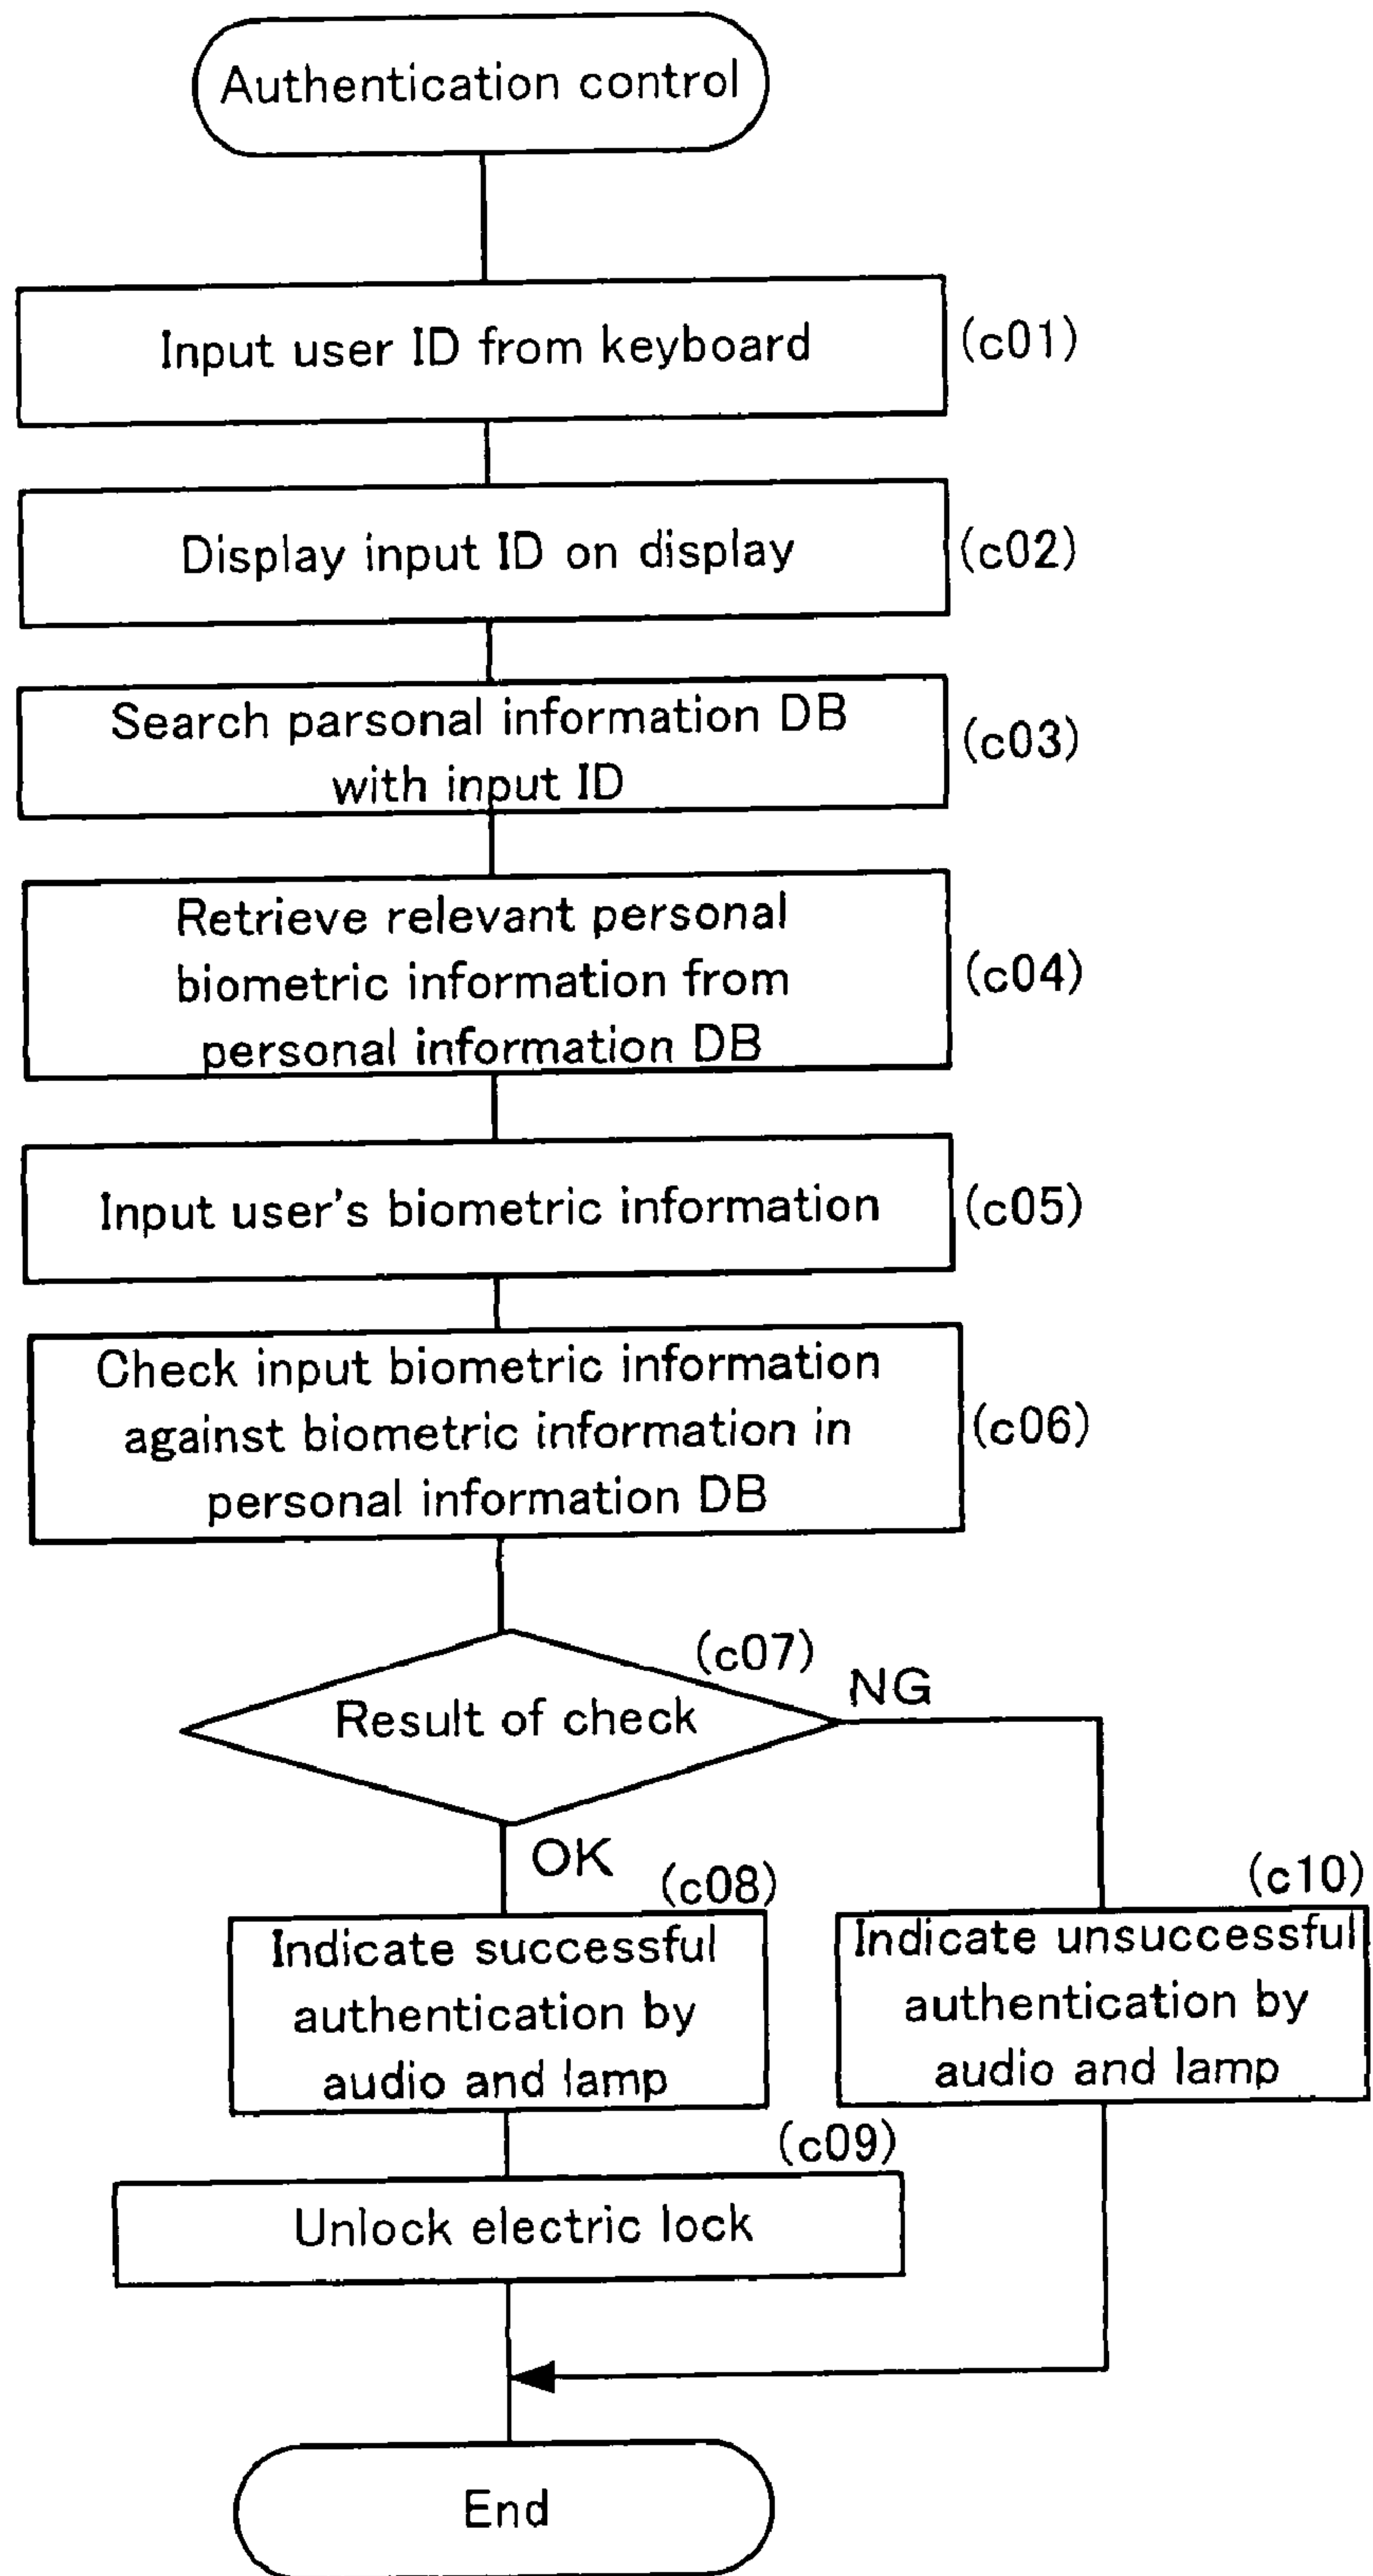 Authentication control
Input user ID from keyboard
(c01)
Display input ID on display
(c02)
Search parsonal information DB
with input ID
(c03)
Retrieve relevant personal
biometric information from
personal information DB
(c04)
Input user's biometric information
(c05)
Check input biometric information
against biometric information in
personal information DB
(c06)
(c07)
Result of check
NG
OK
(c08)
Indicate successful
authentication by
audio and lamp
(c10)
Indicate unsuccessful
authentication by
audio and lamp
(c09)
Unlock electric lock
End